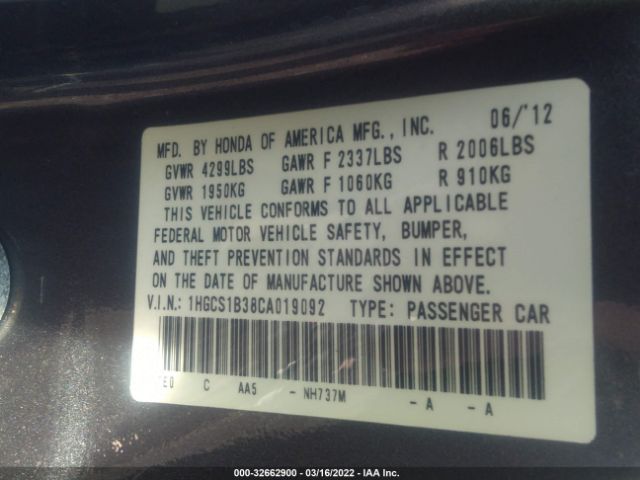 06/'12
MFD. BY HONDA OF AMERICA MFG., INC.
GVWR 4299LBS GAWR F 2337LBS R 2006LBS
GVWR 1950KG GAWR F 1060KG R 910KG
THIS VEHICLE CONFORMS TO ALL APPLICABLE
FEDERAL MOTOR VEHICLE SAFETY, BUMPER,
AND THEFT PREVENTION STANDARDS IN EFFECT
ON THE DATE OF MANUFACTURE SHOWN ABOVE.
V.I.N.: 1HGCS1B38CA019092 TYPE: PASSENGER CAR
C AA5 - NH737M - A - A
000-32662900 - 03/16/2022 - IAA Inc.